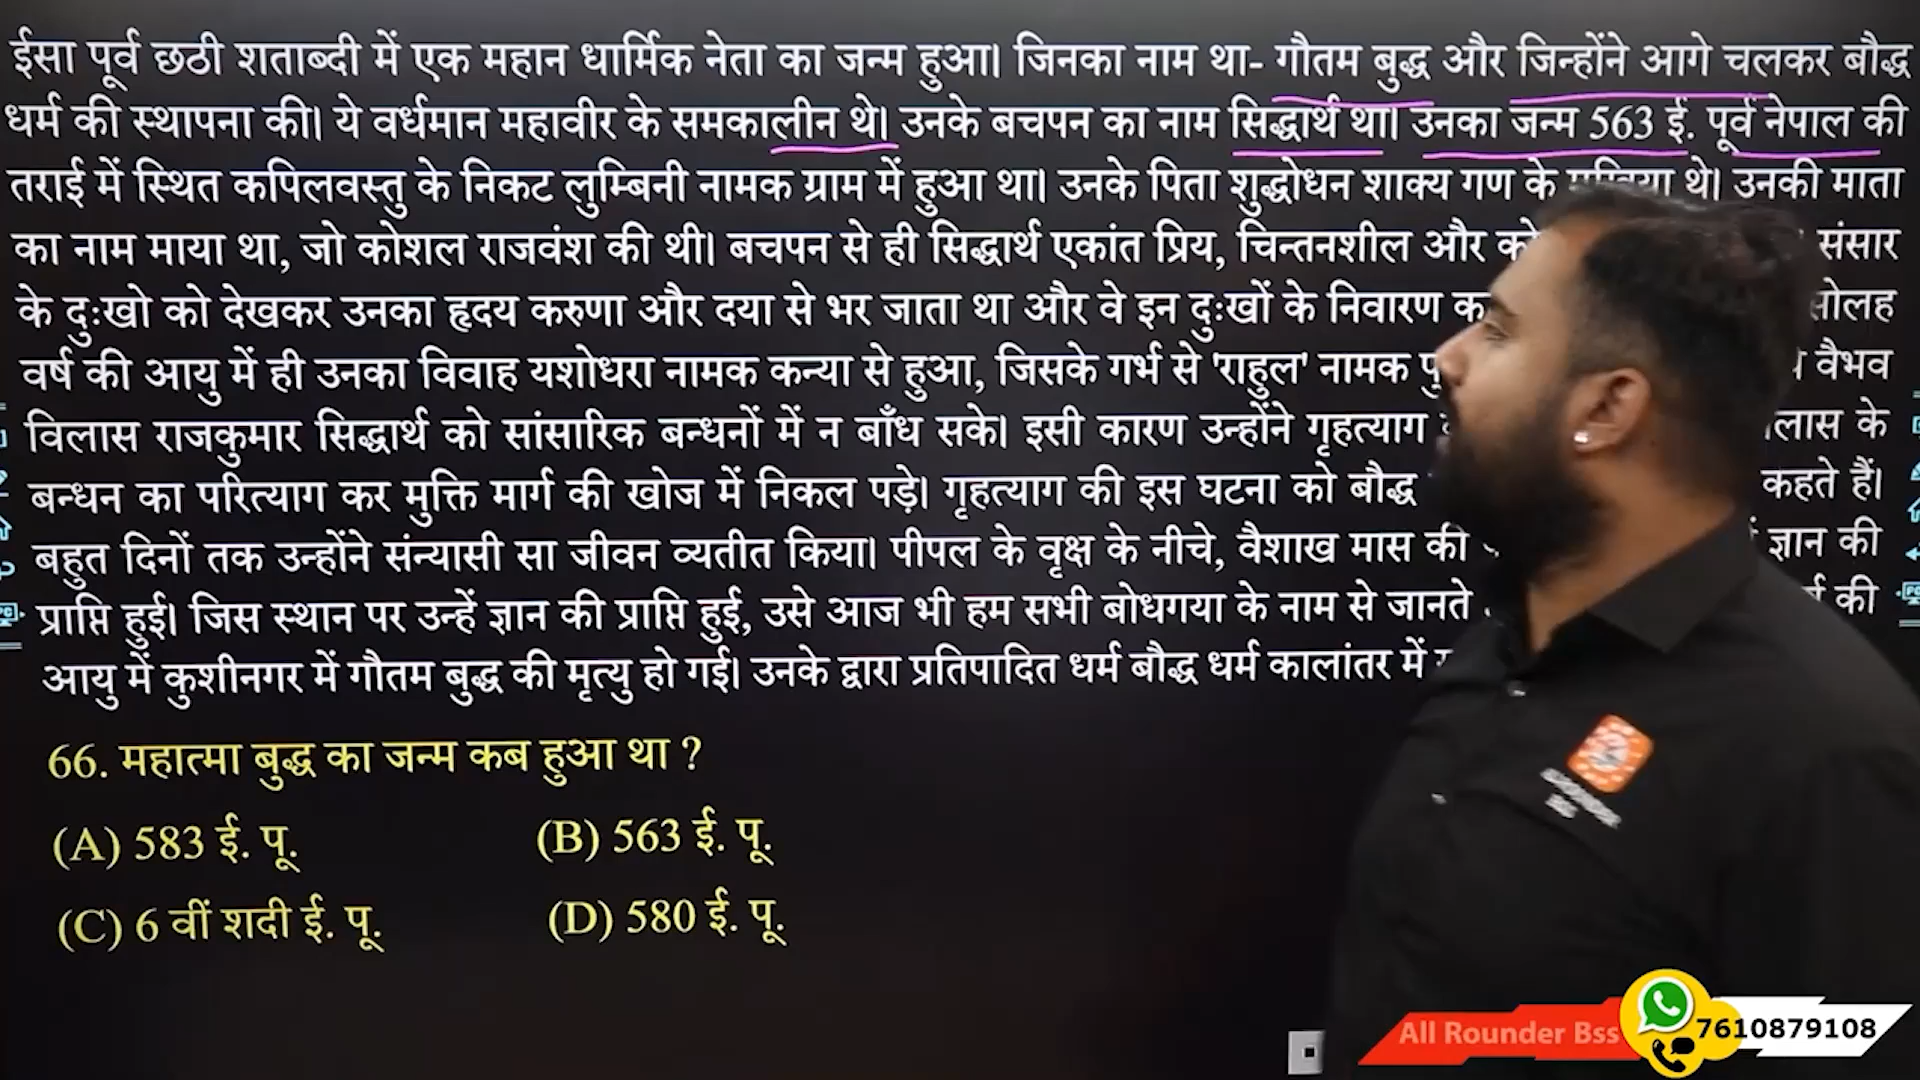 ईसा पूर्व छठी शताब्दी में एक महान धार्मिक नेता का जन्म हुआ। जिनका नाम था- गौतम बुद्ध और जिन्होंने आगे चलकर बौद्ध
धर्म की स्थापना की। ये वर्धमान महावीर के समकालीन थे। उनके बचपन का नाम सिद्धार्थ था। उनका जन्म 563 ई. पूर्व नेपाल की
तराई में स्थित कपिलवस्तु के निकट लुम्बिनी नामक ग्राम में हुआ था। उनके पिता शुद्धोधन शाक्य गण के मुखिया थे। उनकी माता
का नाम माया था, जो कोशल राजवंश की थी। बचपन से ही सिद्धार्थ एकांत प्रिय, चिन्तनशील और संसार
के दुःखो को देखकर उनका हृदय करुणा और दया से भर जाता था और वे इन दुःखों के निवारण सोलह
वर्ष की आयु में ही उनका विवाह यशोधरा नामक कन्या से हुआ, जिसके गर्भ से 'राहुल' नामक वैभव
विलास राजकुमार सिद्धार्थ को सांसारिक बन्धनों में न बाँध सके। इसी कारण उन्होंने गृहत्याग के
बन्धन का परित्याग कर मुक्ति मार्ग की खोज में निकल पड़े। गृहत्याग की इस घटना को बौद्ध कहते हैं।
बहुत दिनों तक उन्होंने संन्यासी सा जीवन व्यतीत किया। पीपल के वृक्ष के नीचे, वैशाख मास की ज्ञान की
प्राप्ति हुई। जिस स्थान पर उन्हें ज्ञान की प्राप्ति हुई, उसे आज भी हम सभी बोधगया के नाम से जानते की
आयु में कुशीनगर में गौतम बुद्ध की मृत्यु हो गई। उनके द्वारा प्रतिपादित धर्म बौद्ध धर्म कालांतर में
66. महात्मा बुद्ध का जन्म कब हुआ था ?
(A) 583 ई. पू. (B) 563 ई. पू.
(C) 6 वीं शदी ई. पू. (D) 580 ई. पू.
All Rounder Bss 7610879108